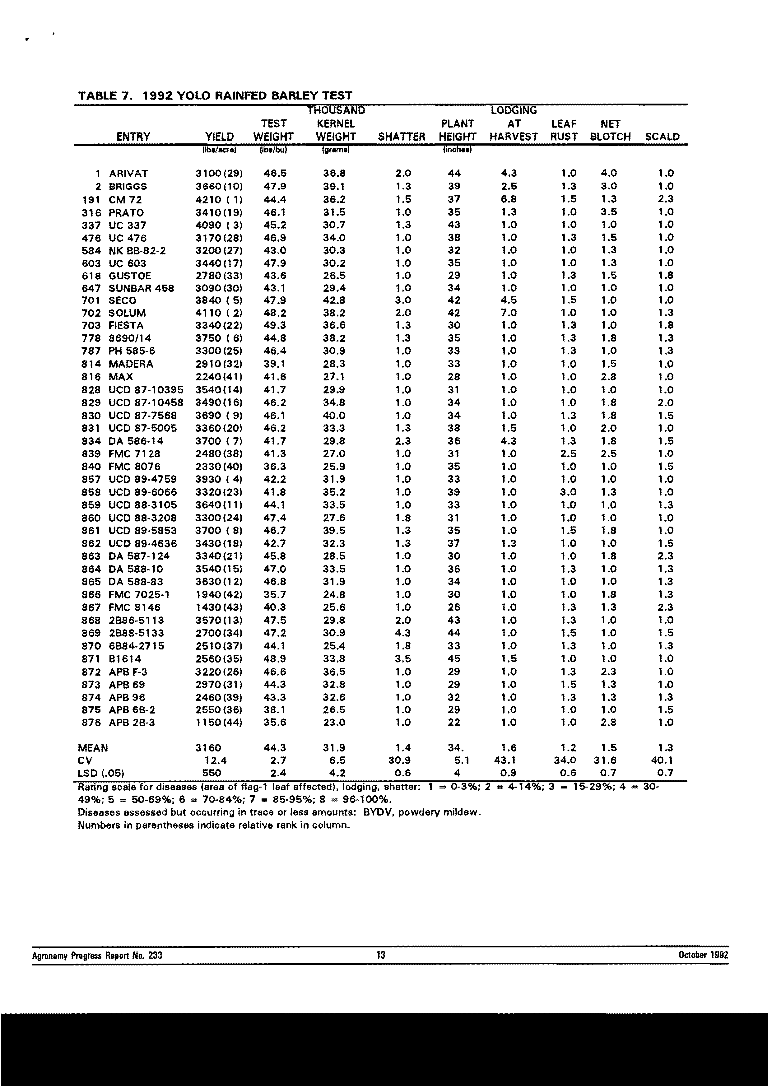 TABLE 7. 1992 YOLO RAINFED BARLEY TEST
THOUSAND LODGING
TEST KERNEL PLANT AT LEAF NET
ENTRY YIELD WEIGHT WEIGHT SHATTER HEIGHT HARVEST RUST BLOTCH SCALD
(lbs/acre) (lbs/bu) (grams) (inches)
1 ARIVAT 3100(29) 46.5 36.8 2.0 44 4.3 1.0 4.0 1.0
2 BRIGGS 3660(10) 47.9 39.1 1.3 39 2.5 1.3 3.0 1.0
191 CM 72 4210 ( 1) 44.4 36.2 1.5 37 6.8 1.5 1.3 2.3
316 PRATO 3410(19) 46.1 31.5 1.0 35 1.3 1.0 3.5 1.0
337 UC 337 4090 ( 3) 45.2 30.7 1.3 43 1.0 1.0 1.0 1.0
476 UC 476 3170(28) 46.9 34.0 1.0 38 1.0 1.3 1.5 1.0
584 NK BB-82-2 3200(27) 43.0 30.3 1.0 32 1.0 1.0 1.3 1.0
603 UC 603 3440(17) 47.9 30.2 1.0 35 1.0 1.0 1.3 1.0
618 GUSTOE 2780(33) 43.6 26.5 1.0 29 1.0 1.3 1.5 1.8
647 SUNBAR 458 3090(30) 43.1 29.4 1.0 34 1.0 1.0 1.0 1.0
701 SECO 3840 ( 5) 47.9 42.8 3.0 42 4.5 1.5 1.0 1.0
702 SOLUM 4110 ( 2) 48.2 38.2 2.0 42 7.0 1.0 1.0 1.3
703 FIESTA 3340(22) 49.3 36.6 1.3 30 1.0 1.3 1.0 1.8
778 8690/14 3750 ( 6) 44.8 38.2 1.3 35 1.0 1.3 1.8 1.3
787 PH 585-6 3300(25) 46.4 30.9 1.0 33 1.0 1.3 1.0 1.3
814 MADERA 2910(32) 39.1 28.3 1.0 33 1.0 1.0 1.5 1.0
816 MAX 2240(41) 41.6 27.1 1.0 28 1.0 1.0 2.8 1.0
828 UCD 87-10395 3540(14) 41.7 29.9 1.0 31 1.0 1.0 1.0 1.0
829 UCD 87-10458 3490(16) 46.2 34.8 1.0 34 1.0 1.0 1.8 2.0
830 UCD 87-7568 3690 ( 9) 46.1 40.0 1.0 34 1.0 1.3 1.8 1.5
831 UCD 87-5005 3360(20) 46.2 33.3 1.3 38 1.5 1.0 2.0 1.0
834 DA 586-14 3700 ( 7) 41.7 29.8 2.3 36 4.3 1.3 1.8 1.5
839 FMC 7128 2480(38) 41.3 27.0 1.0 31 1.0 2.5 2.5 1.0
840 FMC 8076 2330(40) 36.3 25.9 1.0 35 1.0 1.0 1.0 1.5
857 UCD 89-4759 3930 ( 4) 42.2 31.9 1.0 33 1.0 1.0 1.0 1.0
858 UCD 89-6066 3320(23) 41.8 35.2 1.0 39 1.0 3.0 1.3 1.0
859 UCD 88-3105 3640(11) 44.1 33.5 1.0 33 1.0 1.0 1.0 1.3
860 UCD 88-3208 3300(24) 47.4 27.6 1.8 31 1.0 1.0 1.0 1.0
861 UCD 89-5853 3700 ( 8) 46.7 39.5 1.3 35 1.0 1.5 1.8 1.0
862 UCD 89-4636 3430(18) 42.7 32.3 1.3 37 1.3 1.0 1.0 1.5
863 DA 587-124 3340(21) 45.8 28.5 1.0 30 1.0 1.0 1.8 2.3
864 DA 588-10 3540(15) 47.0 33.5 1.0 36 1.0 1.3 1.0 1.3
865 DA 588-83 3630(12) 46.8 31.9 1.0 34 1.0 1.0 1.0 1.3
866 FMC 7025-1 1940(42) 35.7 24.8 1.0 30 1.0 1.0 1.8 1.3
867 FMC 8146 1430(43) 40.3 25.6 1.0 26 1.0 1.3 1.3 2.3
868 2B86-5113 3570(13) 47.5 29.8 2.0 43 1.0 1.3 1.0 1.0
869 2B88-5133 2700(34) 47.2 30.9 4.3 44 1.0 1.5 1.0 1.5
870 6B84-2715 2510(37) 44.1 25.4 1.8 33 1.0 1.3 1.0 1.3
871 B1614 2560(35) 48.9 33.8 3.5 45 1.5 1.0 1.0 1.0
872 APB F-3 3220(26) 46.6 36.5 1.0 29 1.0 1.3 2.3 1.0
873 APB 69 2970(31) 44.3 32.8 1.0 29 1.0 1.5 1.3 1.0
874 APB 96 2460(39) 43.3 32.6 1.0 32 1.0 1.3 1.3 1.3
875 APB 6B-2 2550(36) 38.1 26.5 1.0 29 1.0 1.0 1.0 1.5
876 APB 2B-3 1150(44) 35.6 23.0 1.0 22 1.0 1.0 2.8 1.0
MEAN 3160 44.3 31.9 1.4 34. 1.6 1.2 1.5 1.3
CV 12.4 2.7 6.5 30.9 5.1 43.1 34.0 31.6 40.1
LSD (.05) 550 2.4 4.2 0.6 4 0.9 0.6 0.7 0.7
Rating scale for diseases (area of flag-1 leaf affected), lodging, shatter: 1 = 0-3%; 2 = 4-14%; 3 = 15-29%; 4 = 30-
49%; 5 = 50-69%; 6 = 70-84%; 7 = 85-95%; 8 = 96-100%.
Diseases assessed but occurring in trace or less amounts: BYDV, powdery mildew.
Numbers in parentheses indicate relative rank in column.
Agronomy Progress Report No. 233 13 October 1992